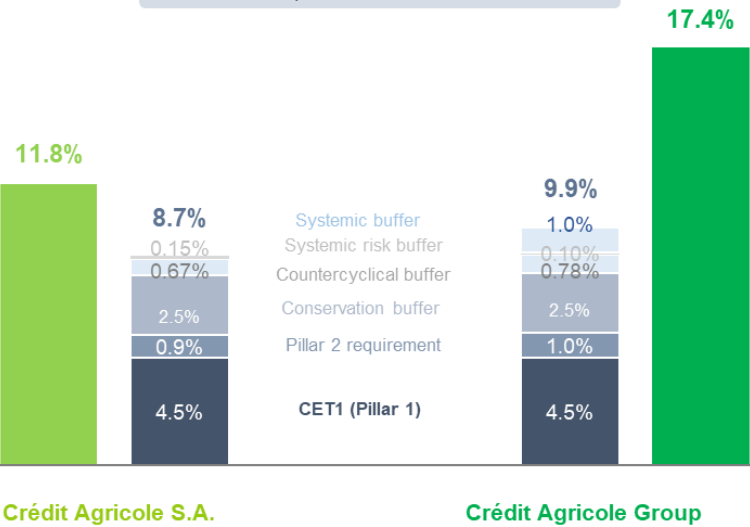 17.4%
11.8%
9.9%
8.7%
Systemic buffer
1.0%
0.15%
Systemic risk buffer
0.10%
0.67%
Countercyclical buffer
0.78%
2.5%
Conservation buffer
2.5%
0.9%
Pillar 2 requirement
1.0%
4.5%
CET1 (Pillar 1)
4.5%
Crédit Agricole S.A.
Crédit Agricole Group